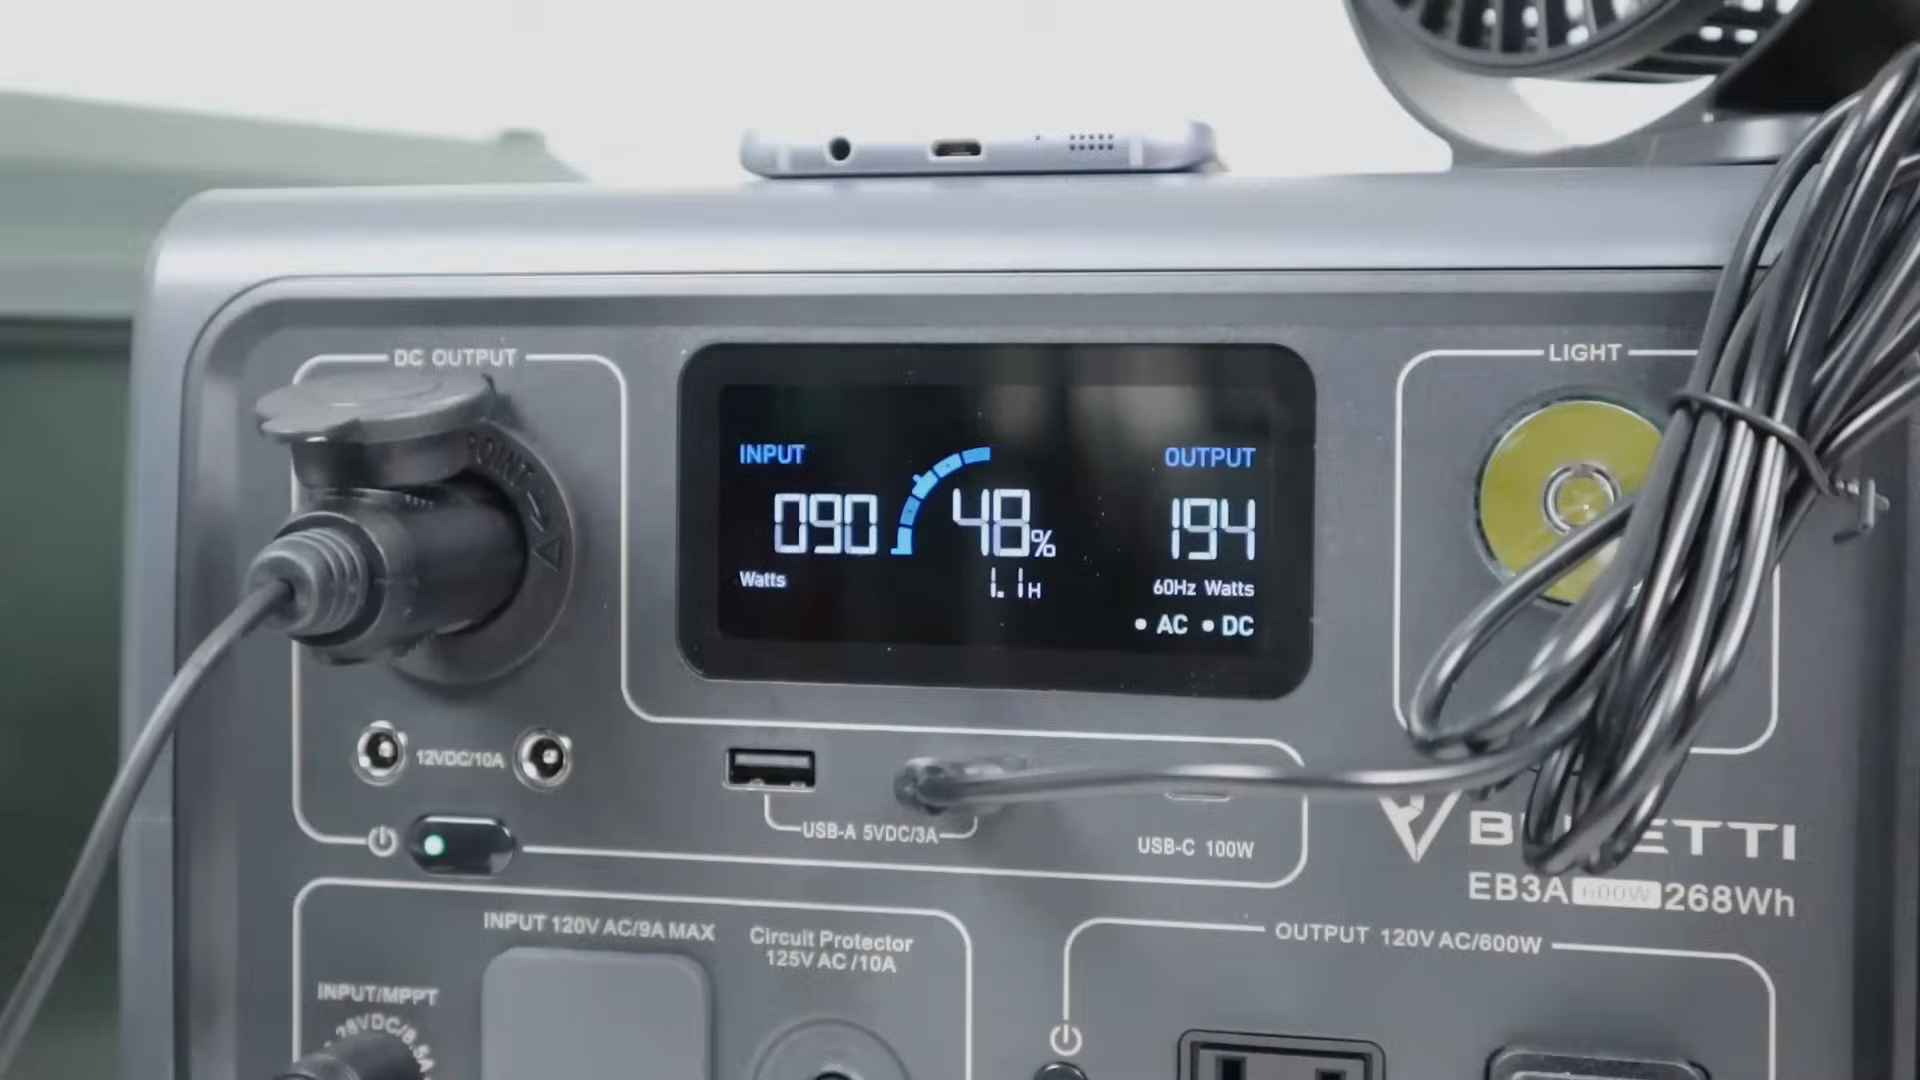 DC OUTPUT
POINT
INPUT
090
Watts
48%
1.1H
OUTPUT
194
60Hz Watts
• AC • DC
LIGHT
12VDC/10A
USB-A 5VDC/3A
USB-C 100W
EB3A 600W 268Wh
INPUT 120V AC/9A MAX
Circuit Protector
125V AC /10A
INPUT/MPPT
OUTPUT 120V AC/600W